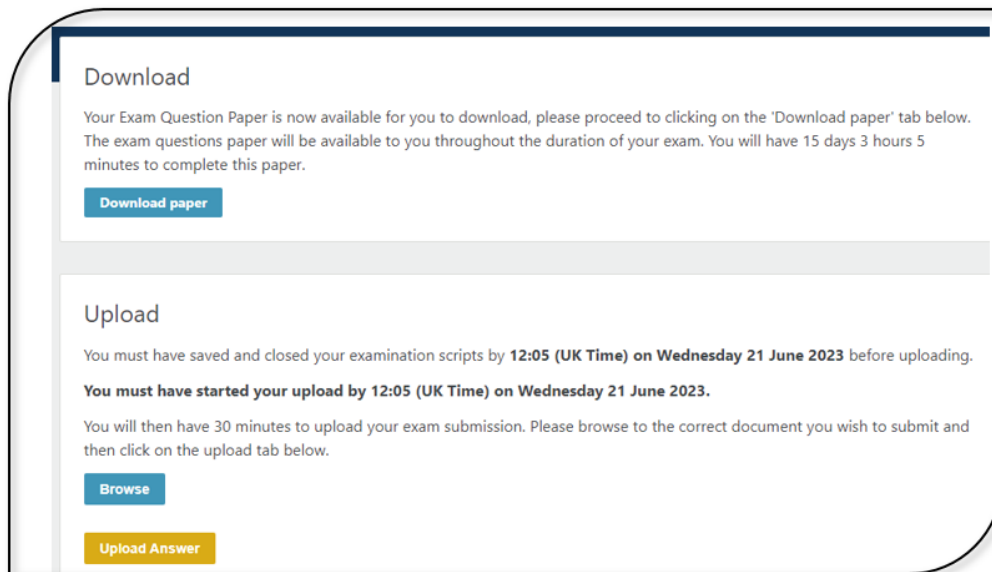 Download
Your Exam Question Paper is now available for you to download, please proceed to clicking on the 'Download paper' tab below.
The exam questions paper will be available to you throughout the duration of your exam. You will have 15 days 3 hours 5
minutes to complete this paper.
Download paper
Upload
You must have saved and closed your examination scripts by 12:05 (UK Time) on Wednesday 21 June 2023 before uploading.
You must have started your upload by 12:05 (UK Time) on Wednesday 21 June 2023.
You will then have 30 minutes to upload your exam submission. Please browse to the correct document you wish to submit and
then click on the upload tab below.
Browse
Upload Answer